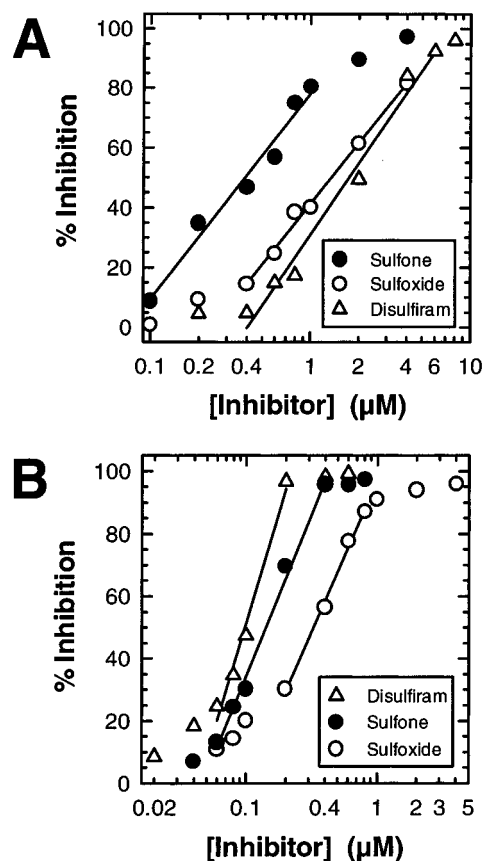 A
100
80
60
40
20
0
% Inhibition
Sulfone
Sulfoxide
Disulfiram
0.1 0.2 0.4 1 2 4 6 10
[Inhibitor] (µM)
B
100
80
60
40
20
0
% Inhibition
Disulfiram
Sulfone
Sulfoxide
0.02 0.1 0.4 1 2 3 5
[Inhibitor] (µM)